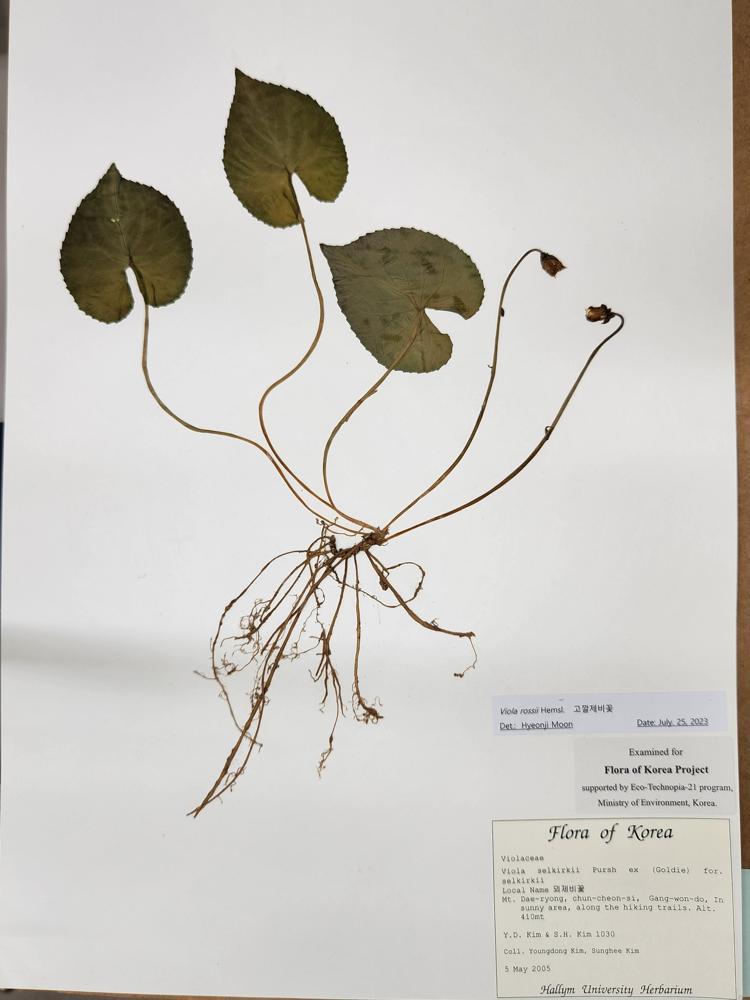 Viola rossii Hemsl. 고깔제비꽃
Det.: Hyeonji Moon Date: July. 25, 2023
Examined for
Flora of Korea Project
supported by Eco-Technopia-21 program,
Ministry of Environment, Korea.
Flora of Korea
Violaceae
Viola selkirkii Pursh ex (Goldie) for.
selkirkii
Local Name 뫼제비꽃
Mt. Dae-ryong, chun-cheon-si, Gang-won-do, In
sunny area, along the hiking trails. Alt.
410mt
Y.D. Kim & S.H. Kim 1030
Coll. Youngdong Kim, Sunghee Kim
5 May 2005
Hallym University Herbarium